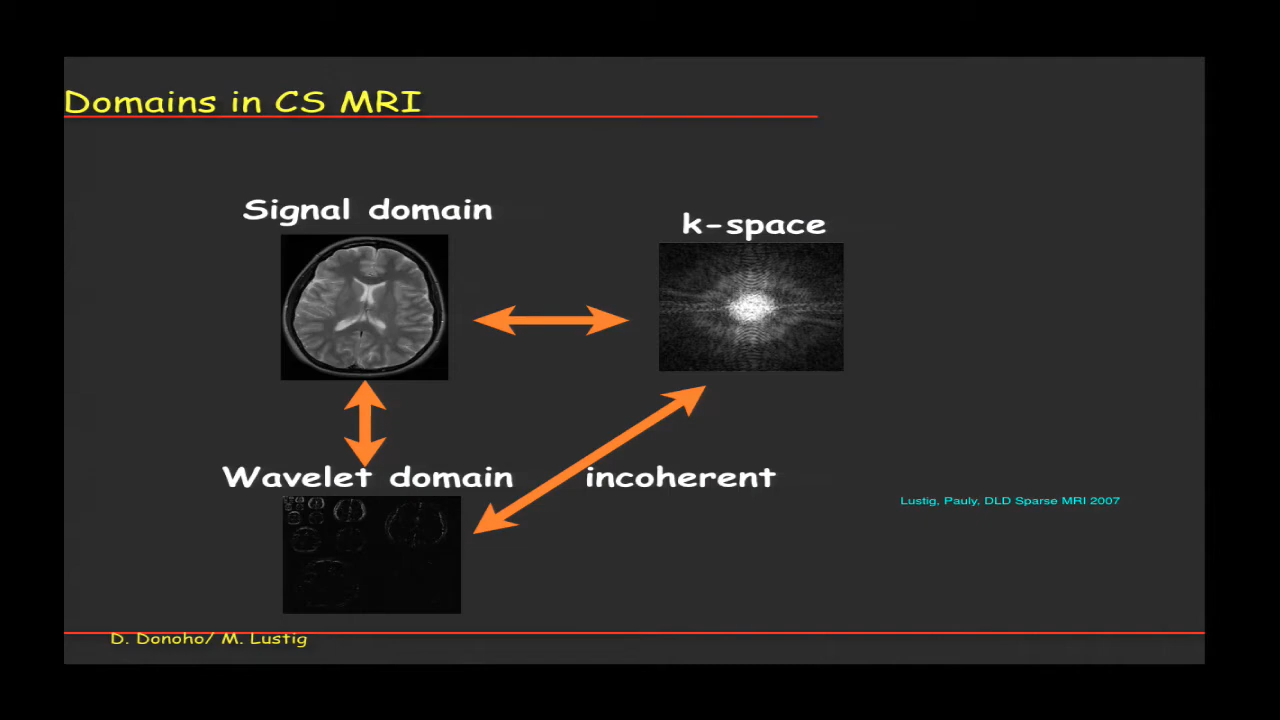 Domains in CS MRI
Signal domain
k-space
Wavelet domain
incoherent
Lustig, Pauly, DLD Sparse MRI 2007
D. Donoho/ M. Lustig